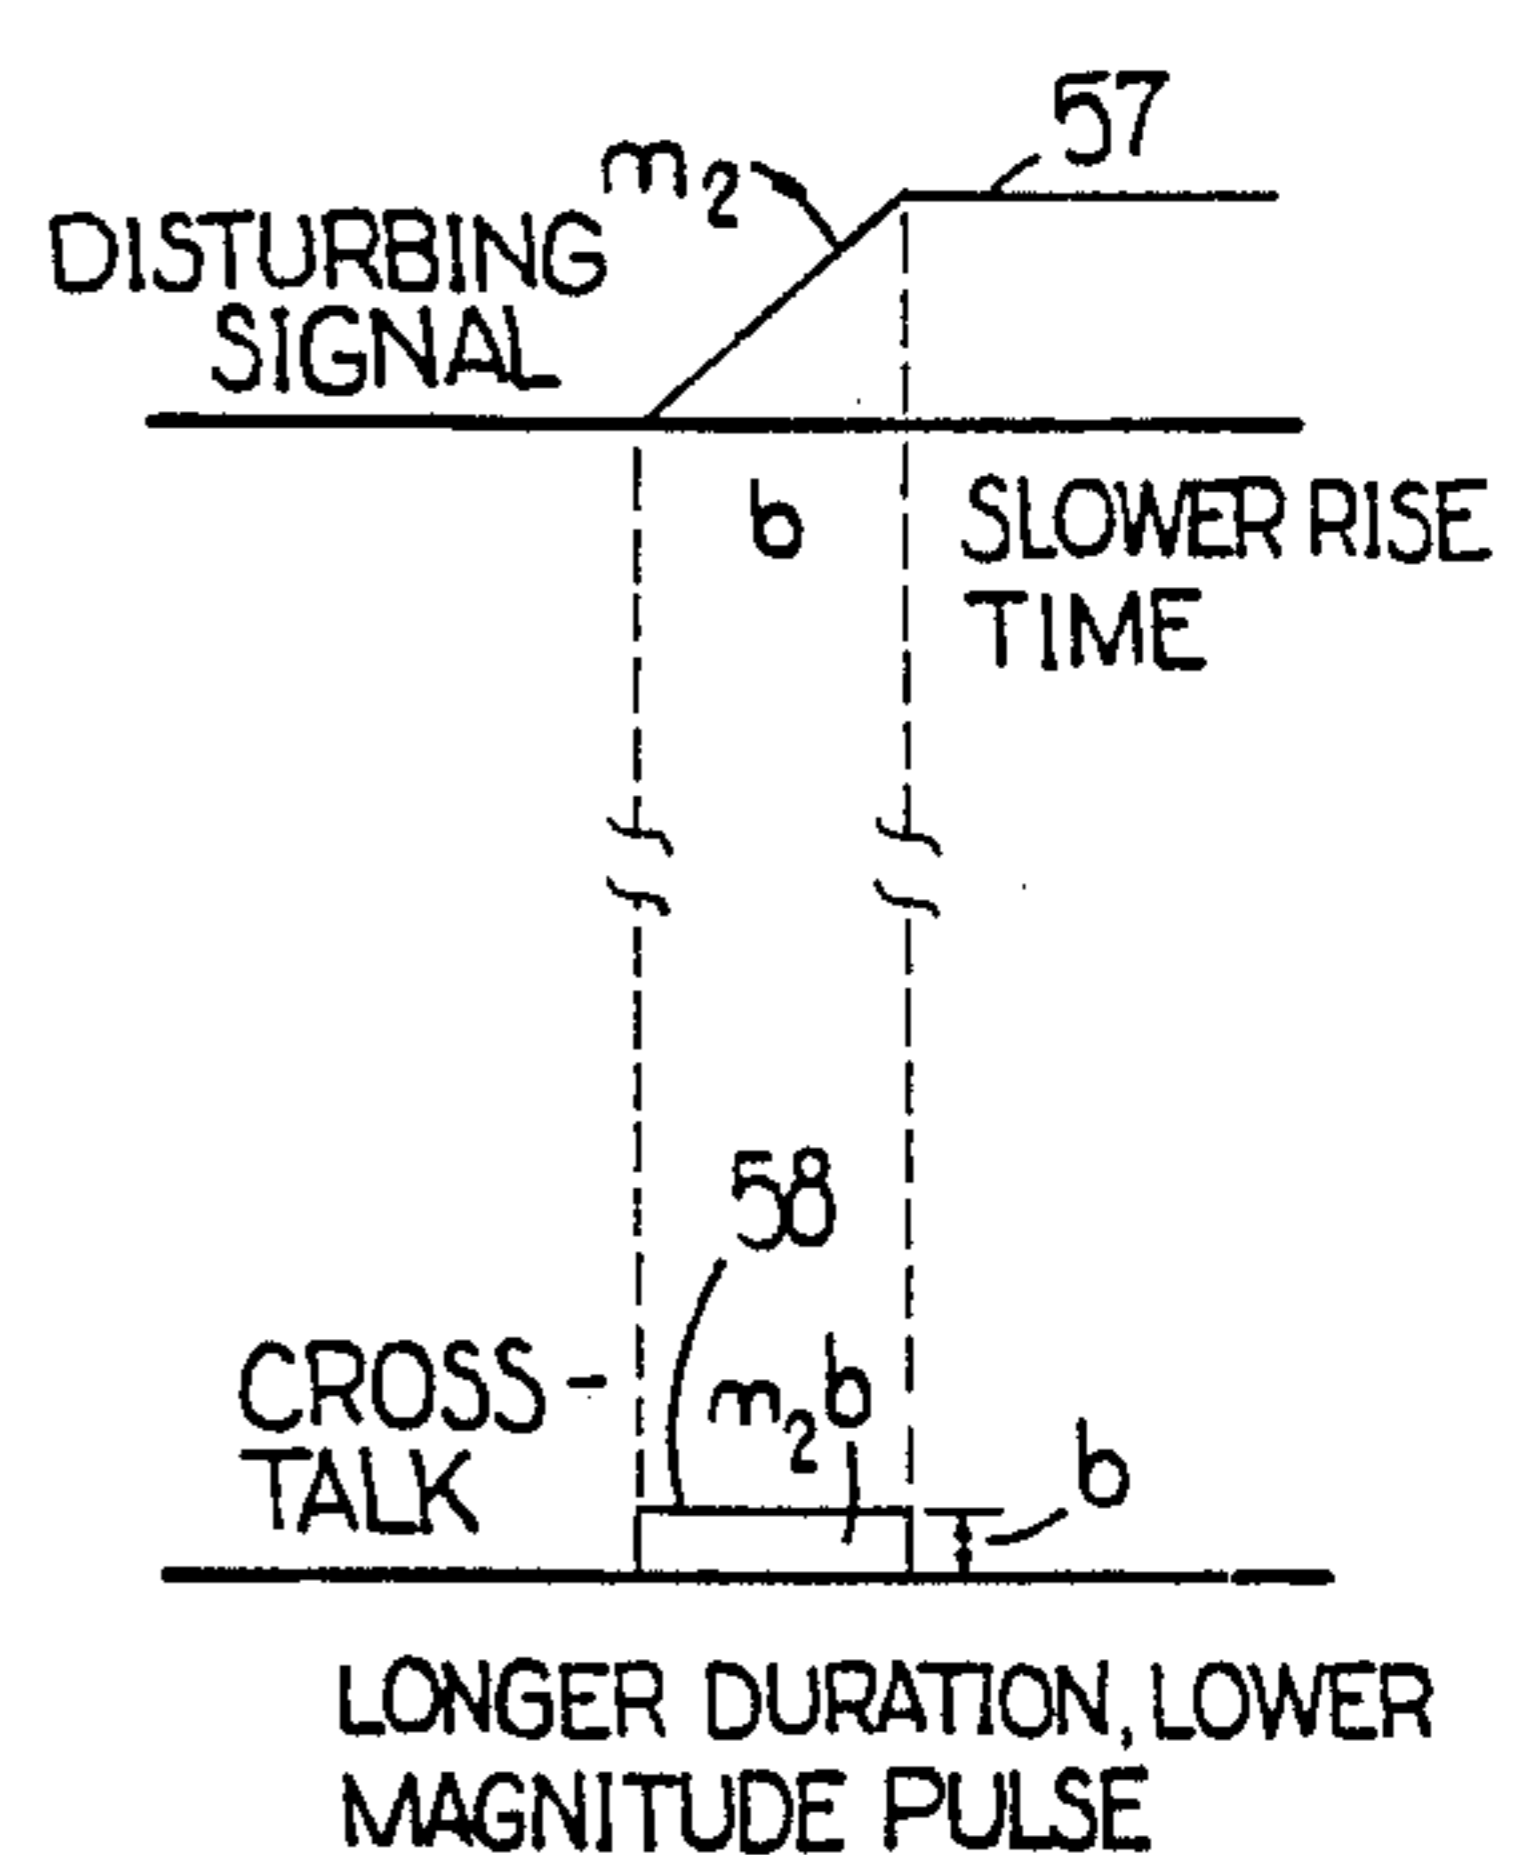 57
m₂
DISTURBING
SIGNAL
b
SLOWER RISE
TIME
58
CROSS-
TALK
m₂b
b
LONGER DURATION, LOWER
MAGNITUDE PULSE